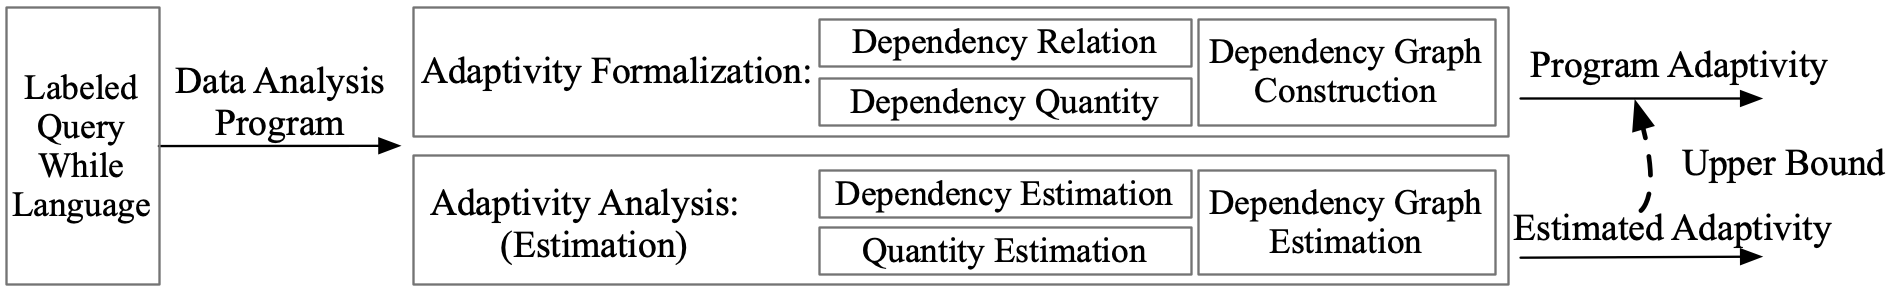 Labeled
Query
While
Language
Data Analysis
Program
Adaptivity Formalization:
Dependency Relation
Dependency Quantity
Dependency Graph
Construction
Program Adaptivity
Adaptivity Analysis:
(Estimation)
Dependency Estimation
Quantity Estimation
Dependency Graph
Estimation
Upper Bound
Estimated Adaptivity